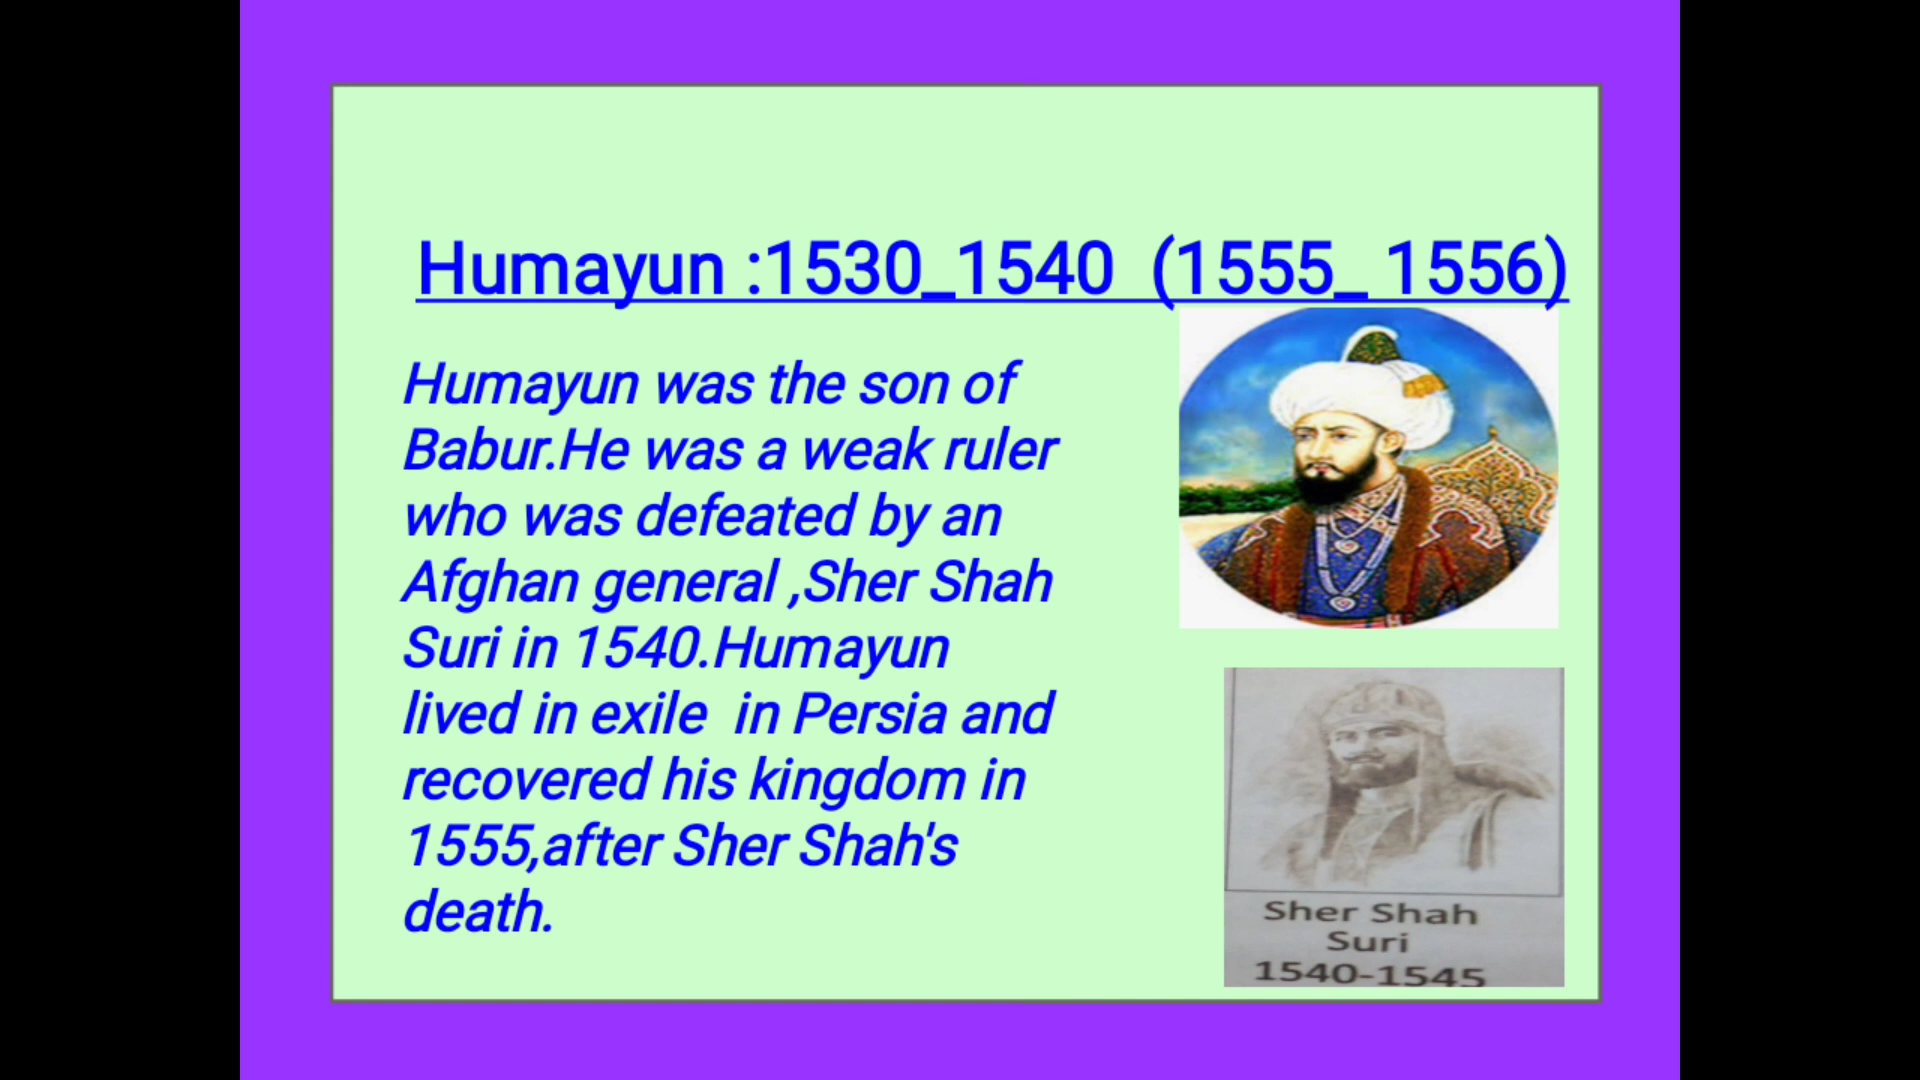 Humayun :1530_1540  (1555_ 1556)
Humayun was the son of
Babur.He was a weak ruler
who was defeated by an
Afghan general ,Sher Shah
Suri in 1540.Humayun
lived in exile  in Persia and
recovered his kingdom in
1555,after Sher Shah's
death.
Sher Shah
Suri
1540-1545